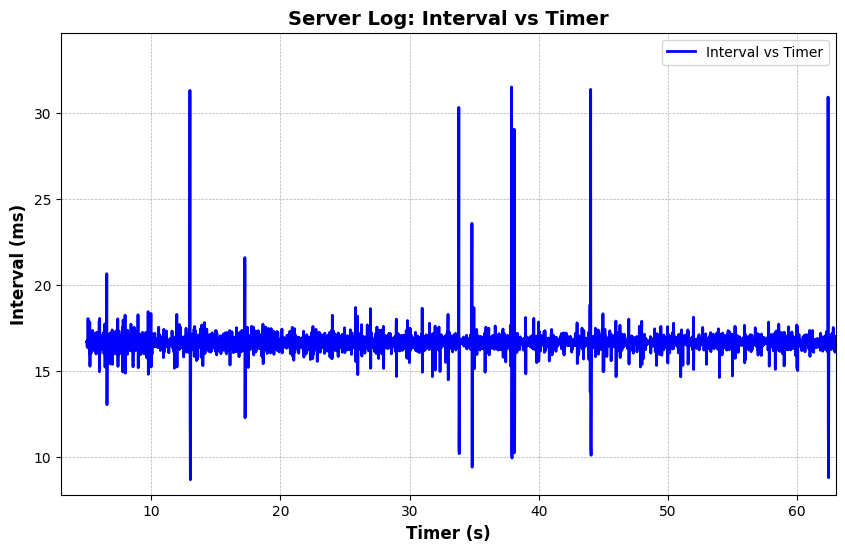 Server Log: Interval vs Timer
Interval vs Timer
30
25
20
15
10
Interval (ms)
10 20 30 40 50 60
Timer (s)